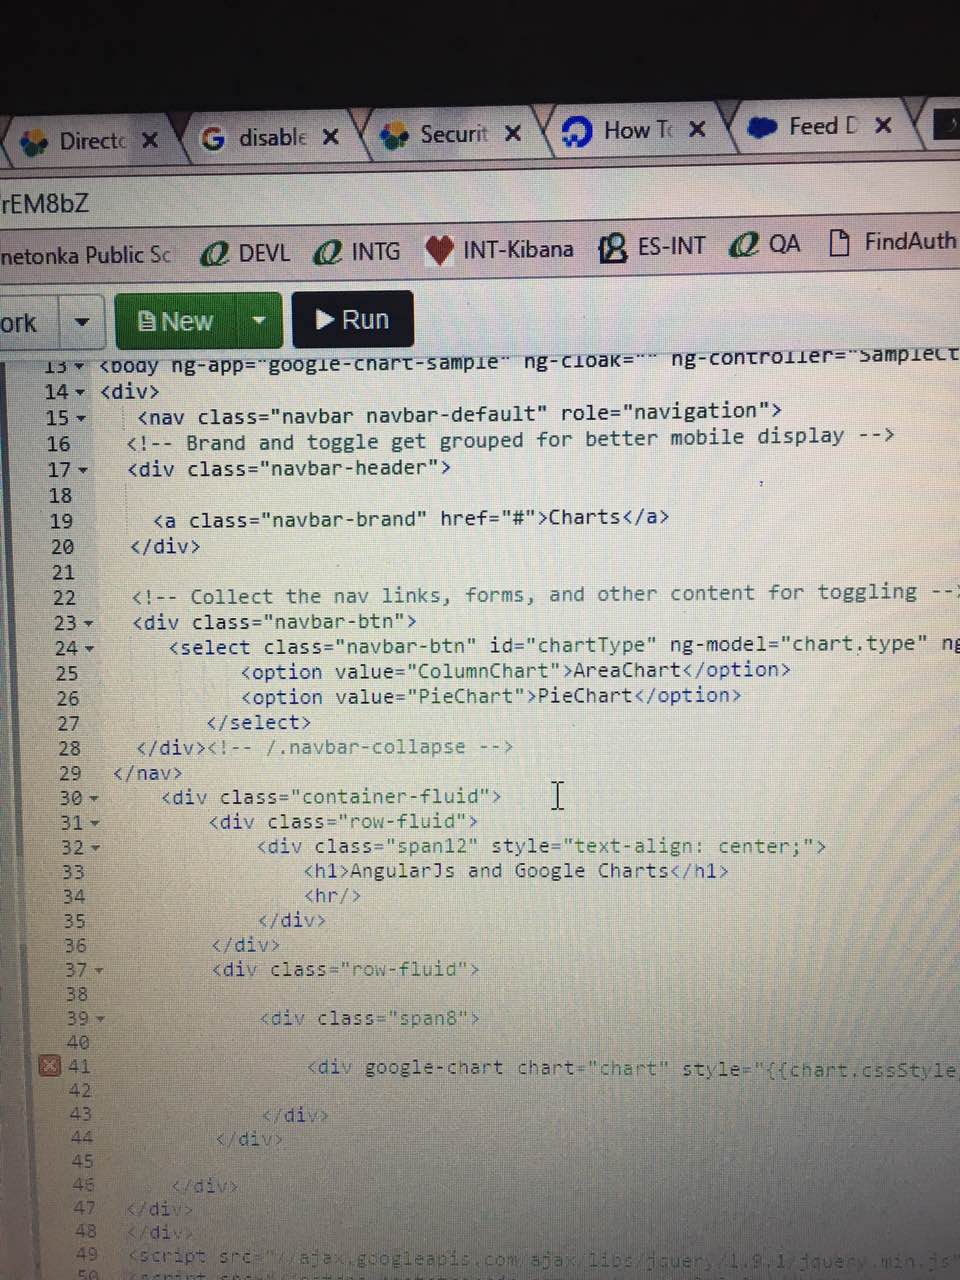 Directo
disable
Securit
How To
Feed D
rEM8bZ
netonka Public Sc DEVL INTG INT-Kibana ES-INT QA FindAuth
ork New Run
13 <body ng-app="google-chart-sample" ng-cloak="" ng-controller="SampleCt
14 <div>
15 <nav class="navbar navbar-default" role="navigation">
16 <!-- Brand and toggle get grouped for better mobile display -->
17 <div class="navbar-header">
18
19 <a class="navbar-brand" href="#">Charts</a>
20 </div>
21
22 <!-- Collect the nav links, forms, and other content for toggling -->
23 <div class="navbar-btn">
24 <select class="navbar-btn" id="chartType" ng-model="chart.type" ng
25 <option value="ColumnChart">AreaChart</option>
26 <option value="PieChart">PieChart</option>
27 </select>
28 </div><!-- /.navbar-collapse -->
29 </nav>
30 <div class="container-fluid">
31 <div class="row-fluid">
32 <div class="span12" style="text-align: center;">
33 <h1>AngularJs and Google Charts</h1>
34 <hr/>
35 </div>
36 </div>
37 <div class="row-fluid">
38
39 <div class="span8">
40
41 <div google-chart chart="chart" style="{{chart.cssStyle
42
43 </div>
44 </div>
45
46 </div>
47 </div>
48 </div>
49 <script src="//ajax.googleapis.com/ajax/libs/jquery/1.9.1/jquery.min.js"
50